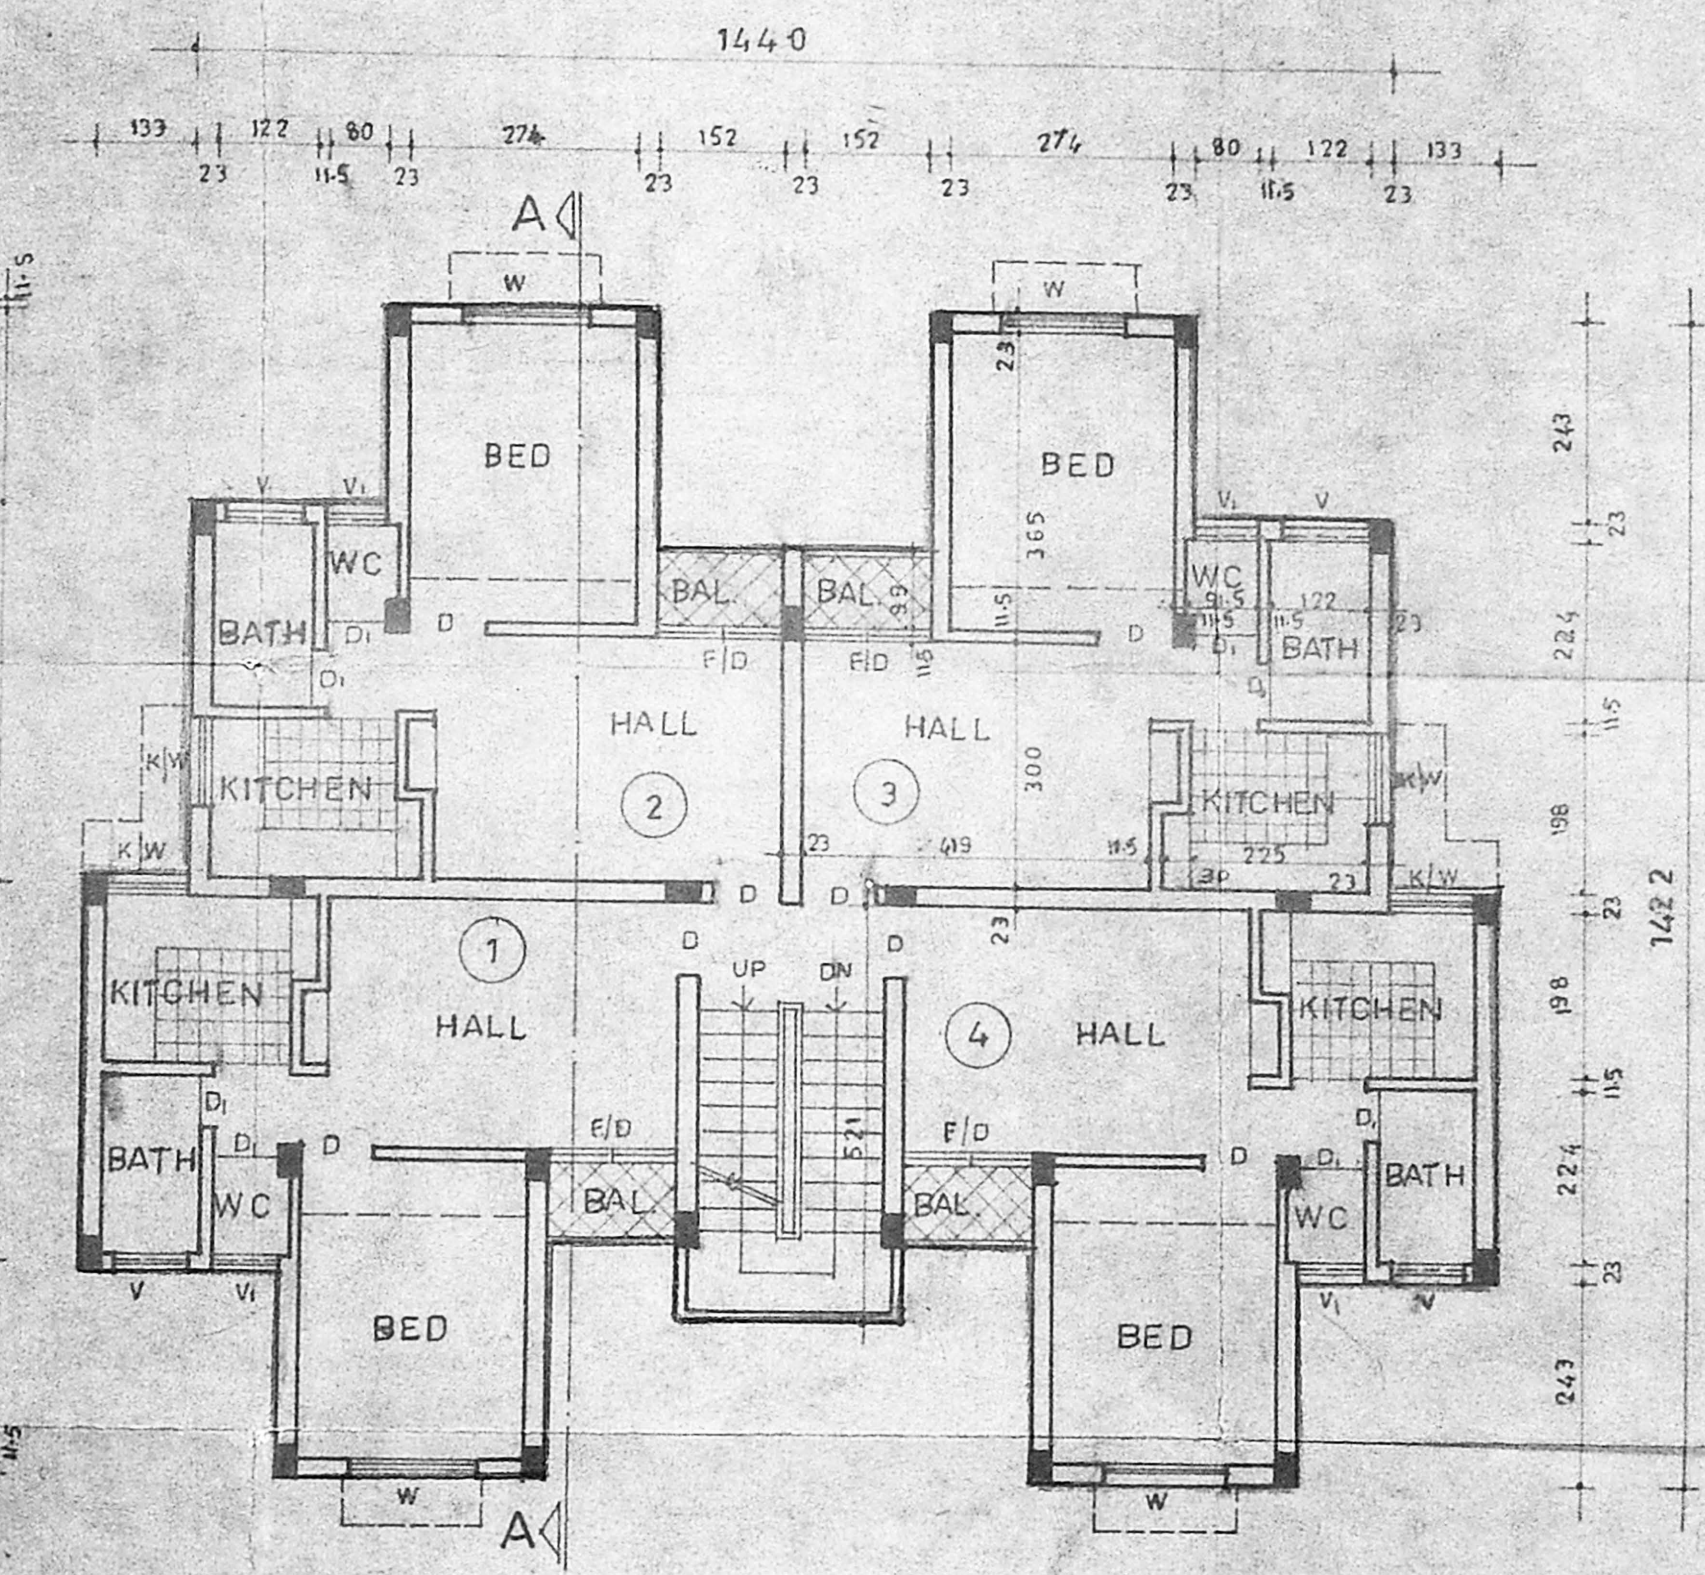 1440
133 122 80 274 152 152 274 80 122 133
23 11.5 23 23 23 23 23 11.5 23
A
11.5
W W
23
BED BED
243
V V1 V1 V
23
WC WC
365
BAL. BAL. 99
11.5
91.5 122
11.5 11.5 23
BATH D1 D D D1 BATH
224
F/D F/D 11.5
D1 D1
HALL HALL
11.5
K/W KITCHEN KITCHEN K/W
300
2 3
198
23 419 11.5 225
K/W 23 K/W
D D
23
1 D D 23
UP DN
KITCHEN HALL 4 HALL KITCHEN
198
1422
11.5
D1 D1
F/D F/D
D1 D 521 D D1
BATH BATH
224
WC BAL. BAL. WC
23
V V1 V1 V
BED BED
243
11.5
W W
A